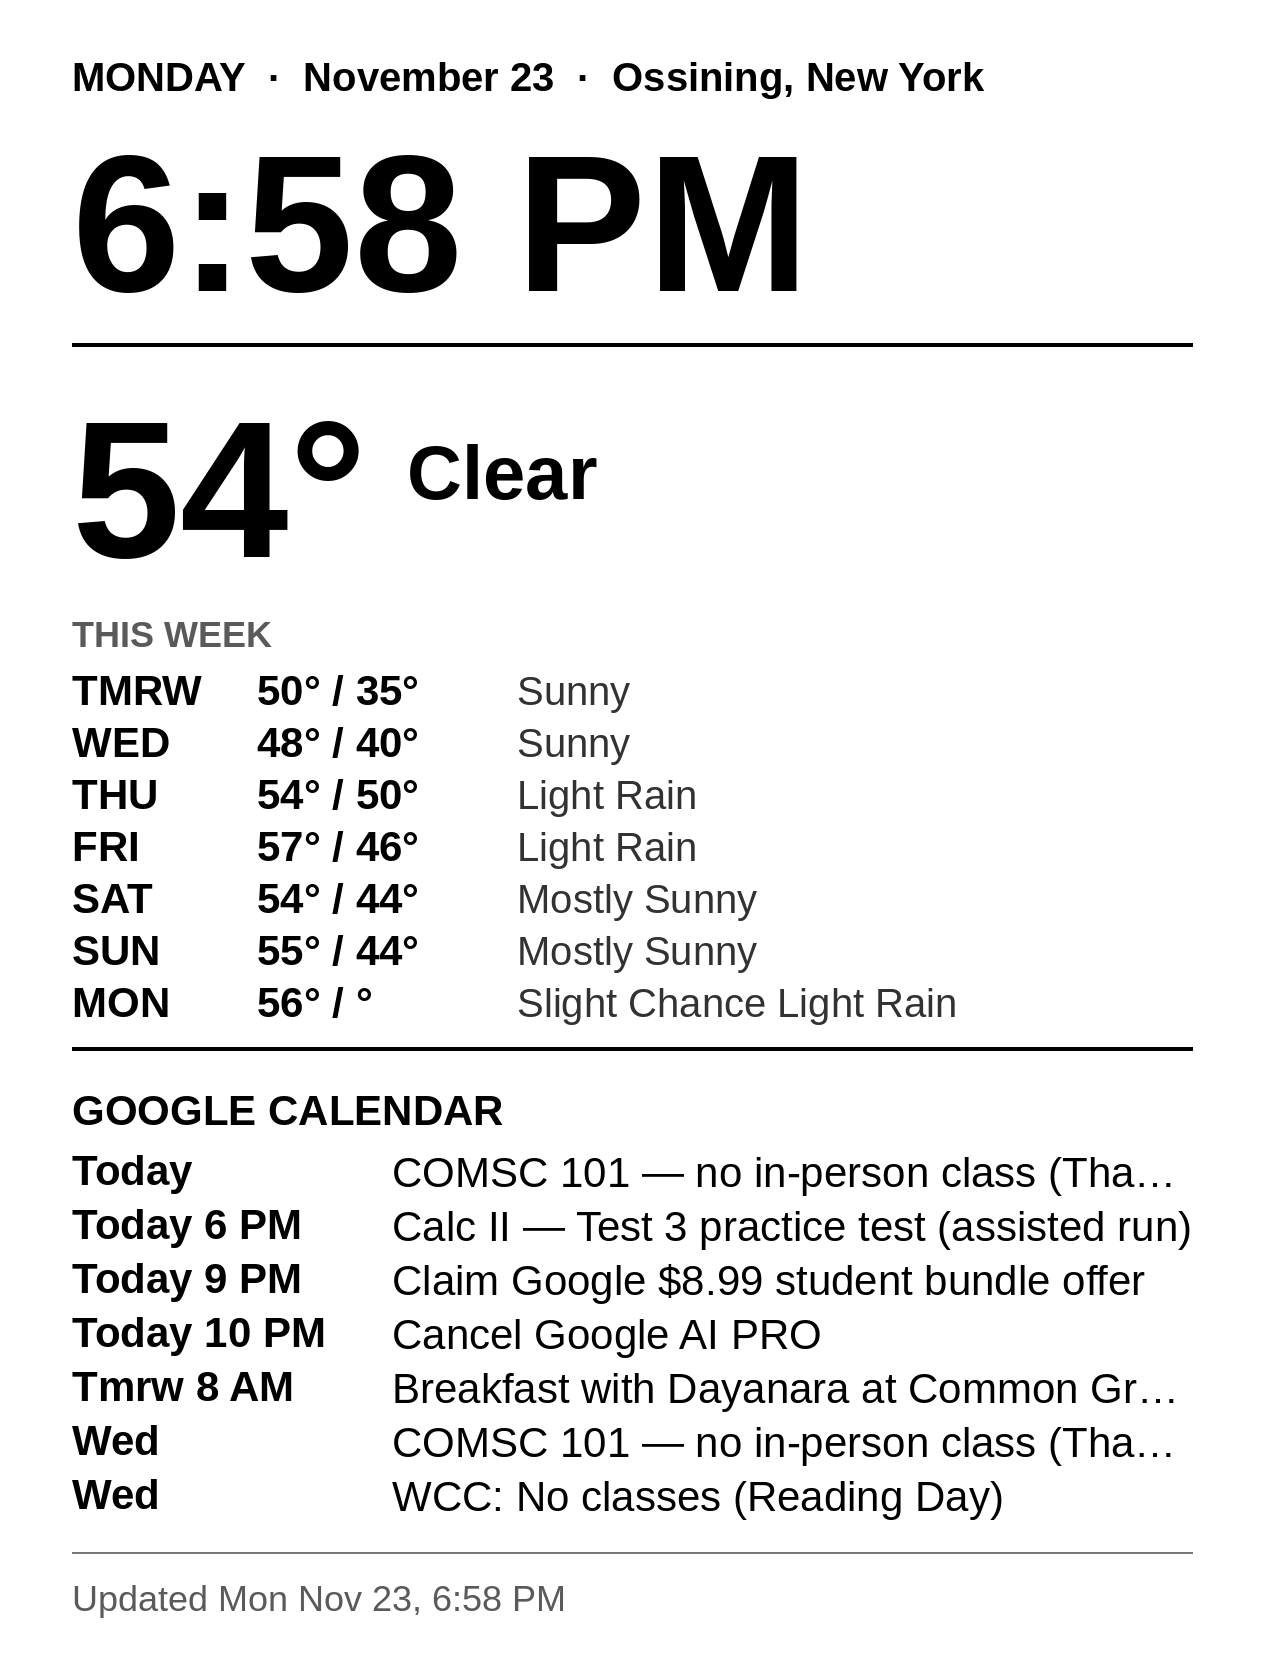 MONDAY · November 23 · Ossining, New York
6:58 PM
54° Clear
THIS WEEK
TMRW 50° / 35° Sunny
WED 48° / 40° Sunny
THU 54° / 50° Light Rain
FRI 57° / 46° Light Rain
SAT 54° / 44° Mostly Sunny
SUN 55° / 44° Mostly Sunny
MON 56° / ° Slight Chance Light Rain
GOOGLE CALENDAR
Today COMSC 101 — no in-person class (Tha…
Today 6 PM Calc II — Test 3 practice test (assisted run)
Today 9 PM Claim Google $8.99 student bundle offer
Today 10 PM Cancel Google AI PRO
Tmrw 8 AM Breakfast with Dayanara at Common Gr…
Wed COMSC 101 — no in-person class (Tha…
Wed WCC: No classes (Reading Day)
Updated Mon Nov 23, 6:58 PM